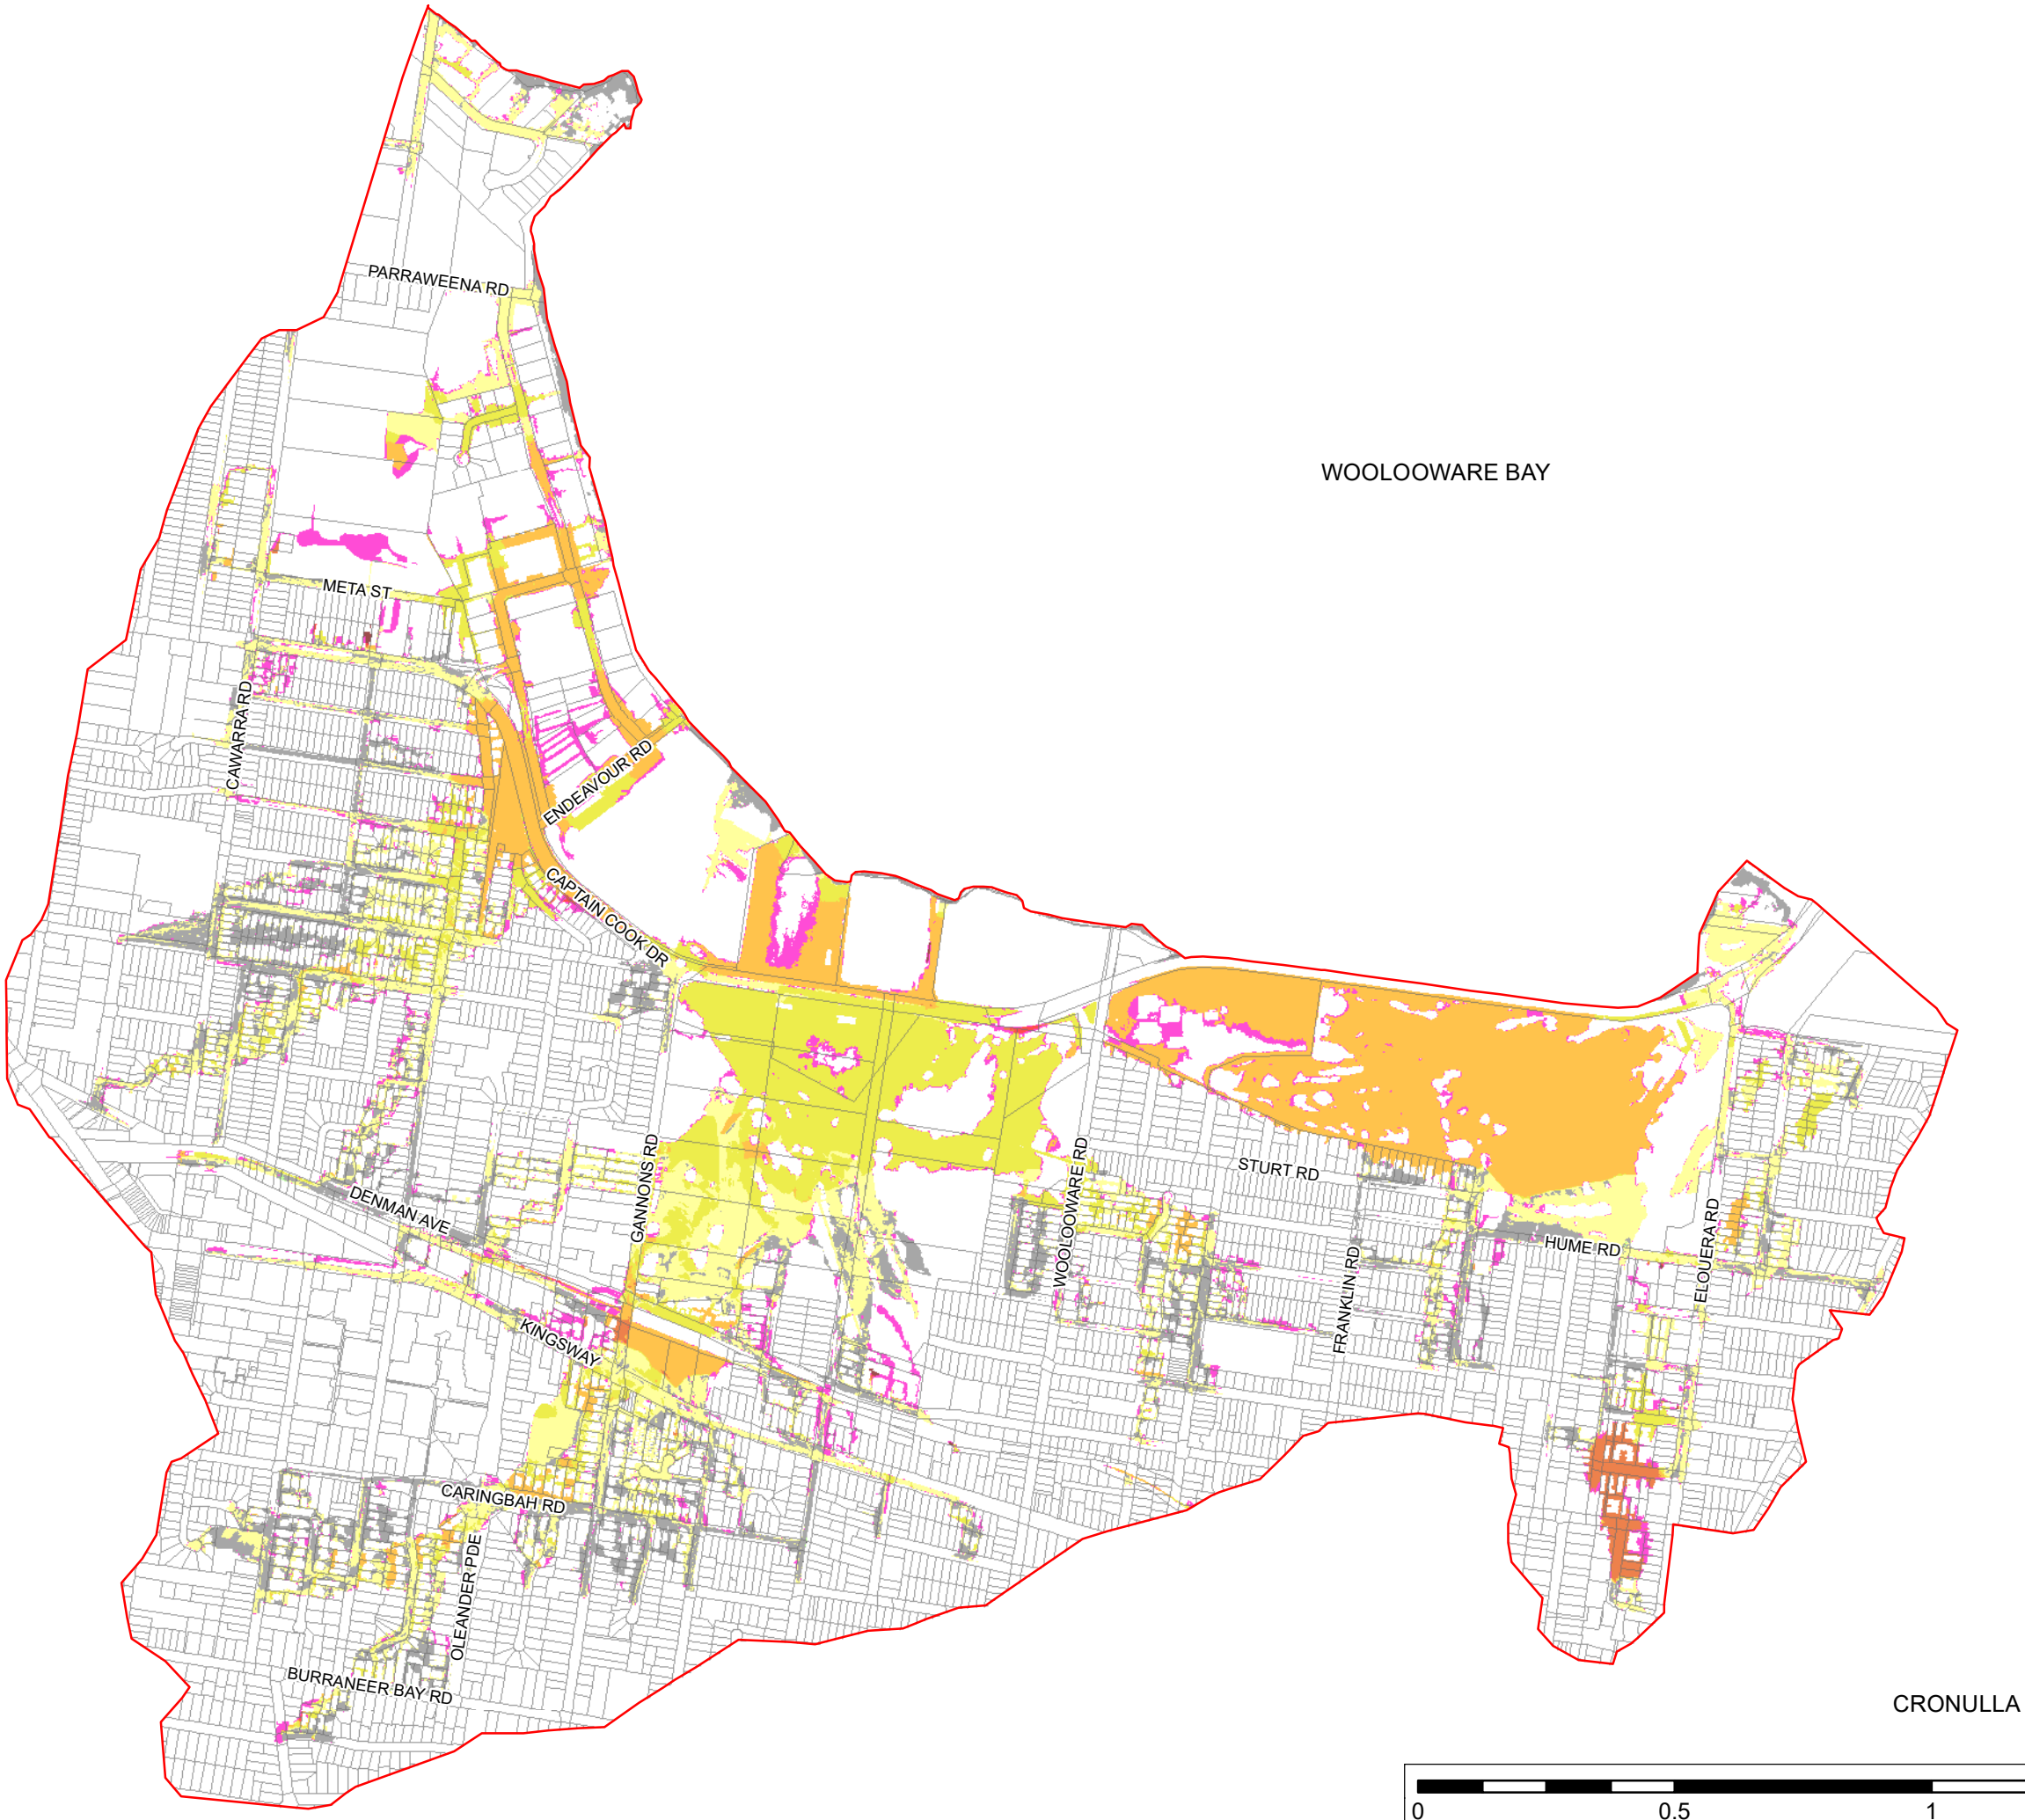 PARRAWEENA RD
WOOLOOWARE BAY
META ST
CAWARRA RD
ENDEAVOUR RD
CAPTAIN COOK DR
GANNONS RD
WOOLOOWARE RD
STURT RD
DENMAN AVE
HUME RD
ELOUERA RD
FRANKLIN RD
KINGSWAY
CARINGBAH RD
OLEANDER PDE
BURRANEER BAY RD
CRONULLA
0 0.5 1